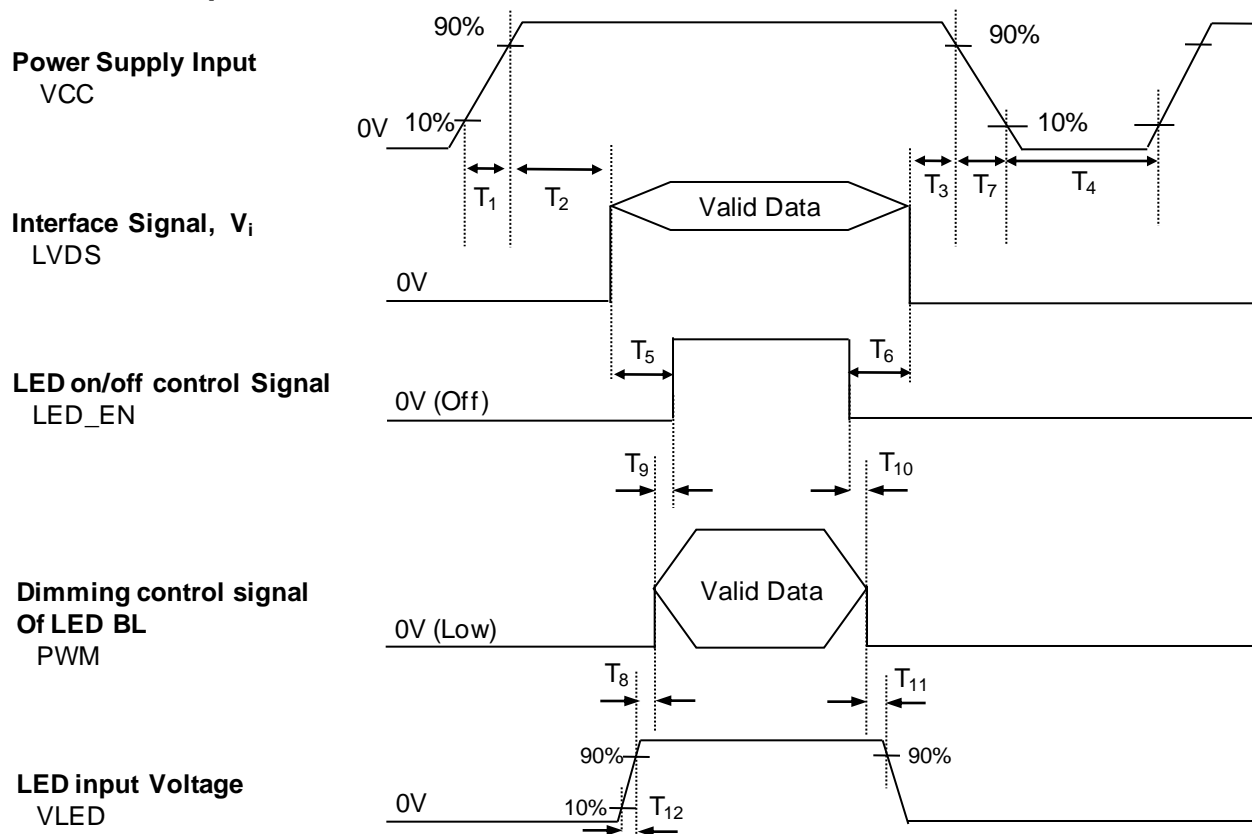 90%
90%
Power Supply Input
VCC
0V
10%
10%
T1
T2
T3
T7
T4
Valid Data
Interface Signal, Vi
LVDS
0V
T5
T6
LED on/off control Signal
LED_EN
0V (Off)
T9
T10
Dimming control signal
Of LED BL
PWM
Valid Data
0V (Low)
T8
T11
90%
90%
LED input Voltage
VLED
0V
10%
T12